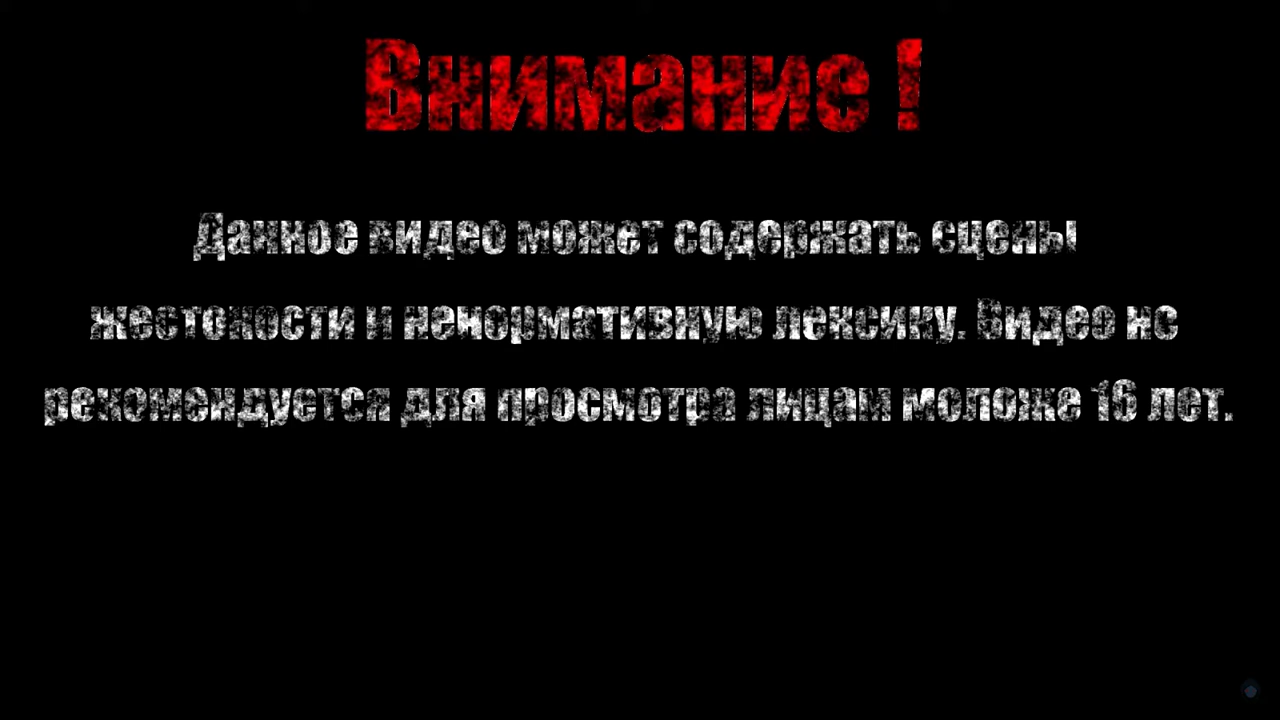 Внимание !
Данное видео может содержать сцены
жестокости и ненормативную лексику. Видео не
рекомендуется для просмотра лицам моложе 16 лет.